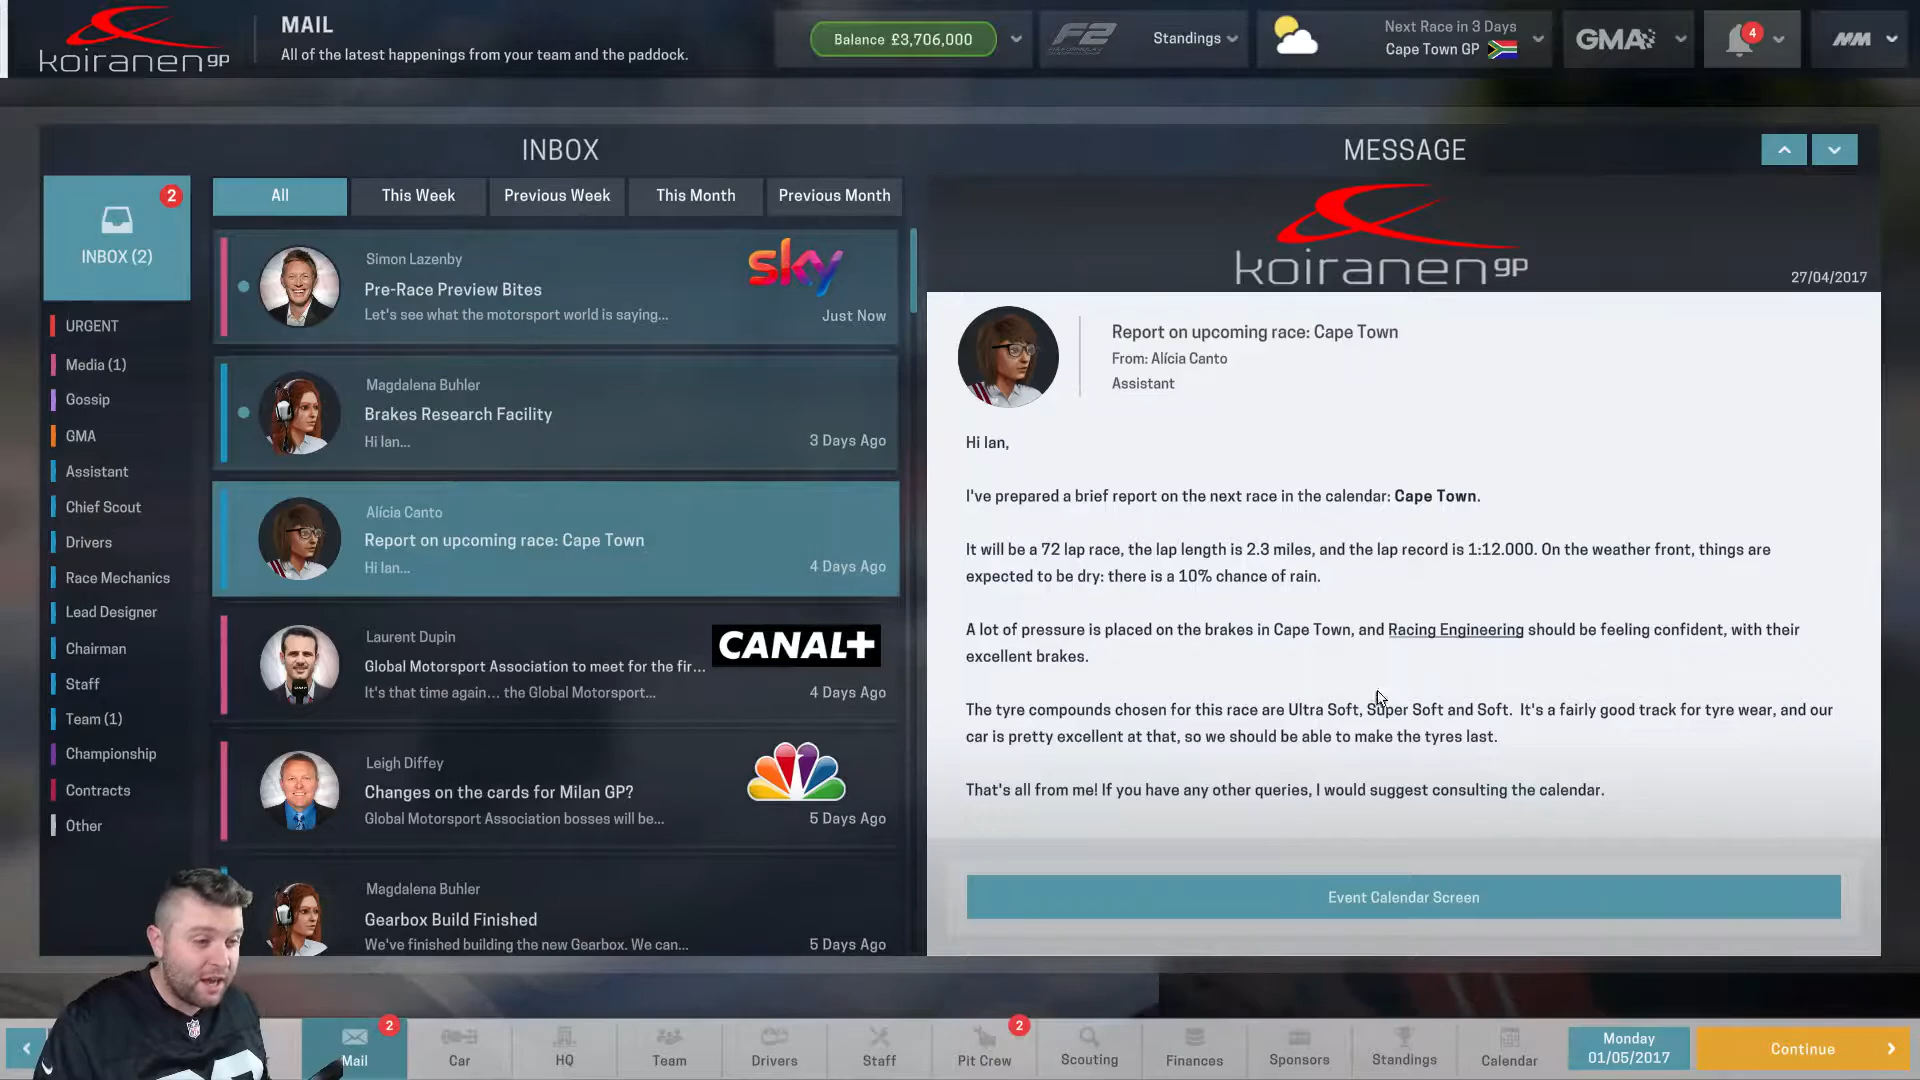 koiranen gp
MAIL
All of the latest happenings from your team and the paddock.
Balance £3,706,000
F2
Standings
Next Race in 3 Days
Cape Town GP
GMA
4
MM
INBOX
MESSAGE
2
INBOX (2)
All
This Week
Previous Week
This Month
Previous Month
URGENT
Media (1)
Gossip
GMA
Assistant
Chief Scout
Drivers
Race Mechanics
Lead Designer
Chairman
Staff
Team (1)
Championship
Contracts
Other
Simon Lazenby
Pre-Race Preview Bites
Let's see what the motorsport world is saying...
sky
Just Now
Magdalena Buhler
Brakes Research Facility
Hi Ian...
3 Days Ago
Alícia Canto
Report on upcoming race: Cape Town
Hi Ian...
4 Days Ago
Laurent Dupin
Global Motorsport Association to meet for the fir...
It's that time again... the Global Motorsport...
CANAL+
4 Days Ago
Leigh Diffey
Changes on the cards for Milan GP?
Global Motorsport Association bosses will be...
5 Days Ago
Magdalena Buhler
Gearbox Build Finished
We've finished building the new Gearbox. We can...
5 Days Ago
koiranen gp
27/04/2017
Report on upcoming race: Cape Town
From: Alícia Canto
Assistant
Hi Ian,
I've prepared a brief report on the next race in the calendar: Cape Town.
It will be a 72 lap race, the lap length is 2.3 miles, and the lap record is 1:12.000. On the weather front, things are
expected to be dry: there is a 10% chance of rain.
A lot of pressure is placed on the brakes in Cape Town, and Racing Engineering should be feeling confident, with their
excellent brakes.
The tyre compounds chosen for this race are Ultra Soft, Super Soft and Soft. It's a fairly good track for tyre wear, and our
car is pretty excellent at that, so we should be able to make the tyres last.
That's all from me! If you have any other queries, I would suggest consulting the calendar.
Event Calendar Screen
NFL
2
Mail
Car
HQ
Team
Drivers
Staff
2
Pit Crew
Scouting
Finances
Sponsors
Standings
Calendar
Monday
01/05/2017
Continue